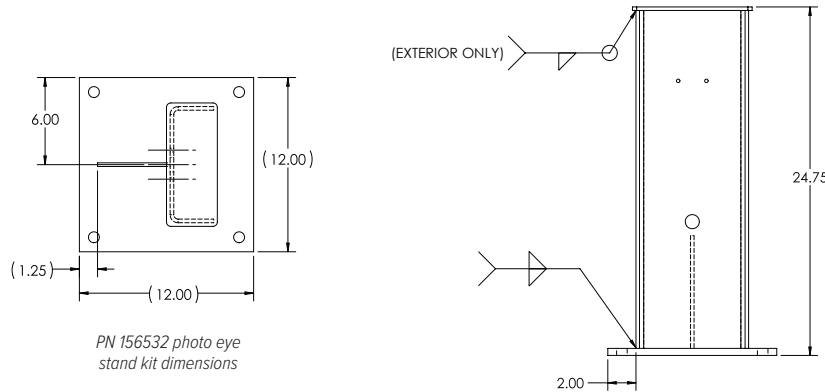 (EXTERIOR ONLY)
6.00
(12.00)
24.75
(1.25)
(12.00)
PN 156532 photo eye
stand kit dimensions
2.00